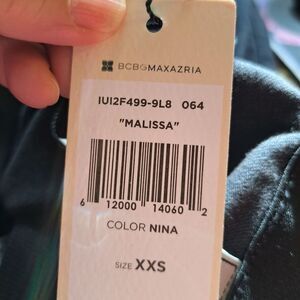 BCBGMAXAZRIA
IUI2F499-9L8 064
"MALISSA"
6 12000 14060 2
COLOR NINA
SIZE XXS